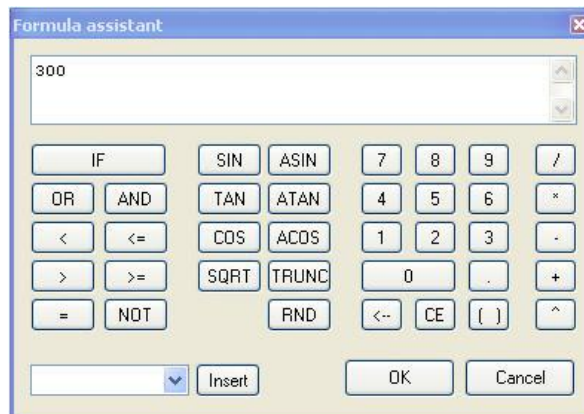 Formula assistant
300
IF SIN ASIN 7 8 9 /
OR AND TAN ATAN 4 5 6 *
< <= COS ACOS 1 2 3 -
> >= SQRT TRUNC 0 . +
= NOT RND <-- CE ( ) ^
Insert OK Cancel